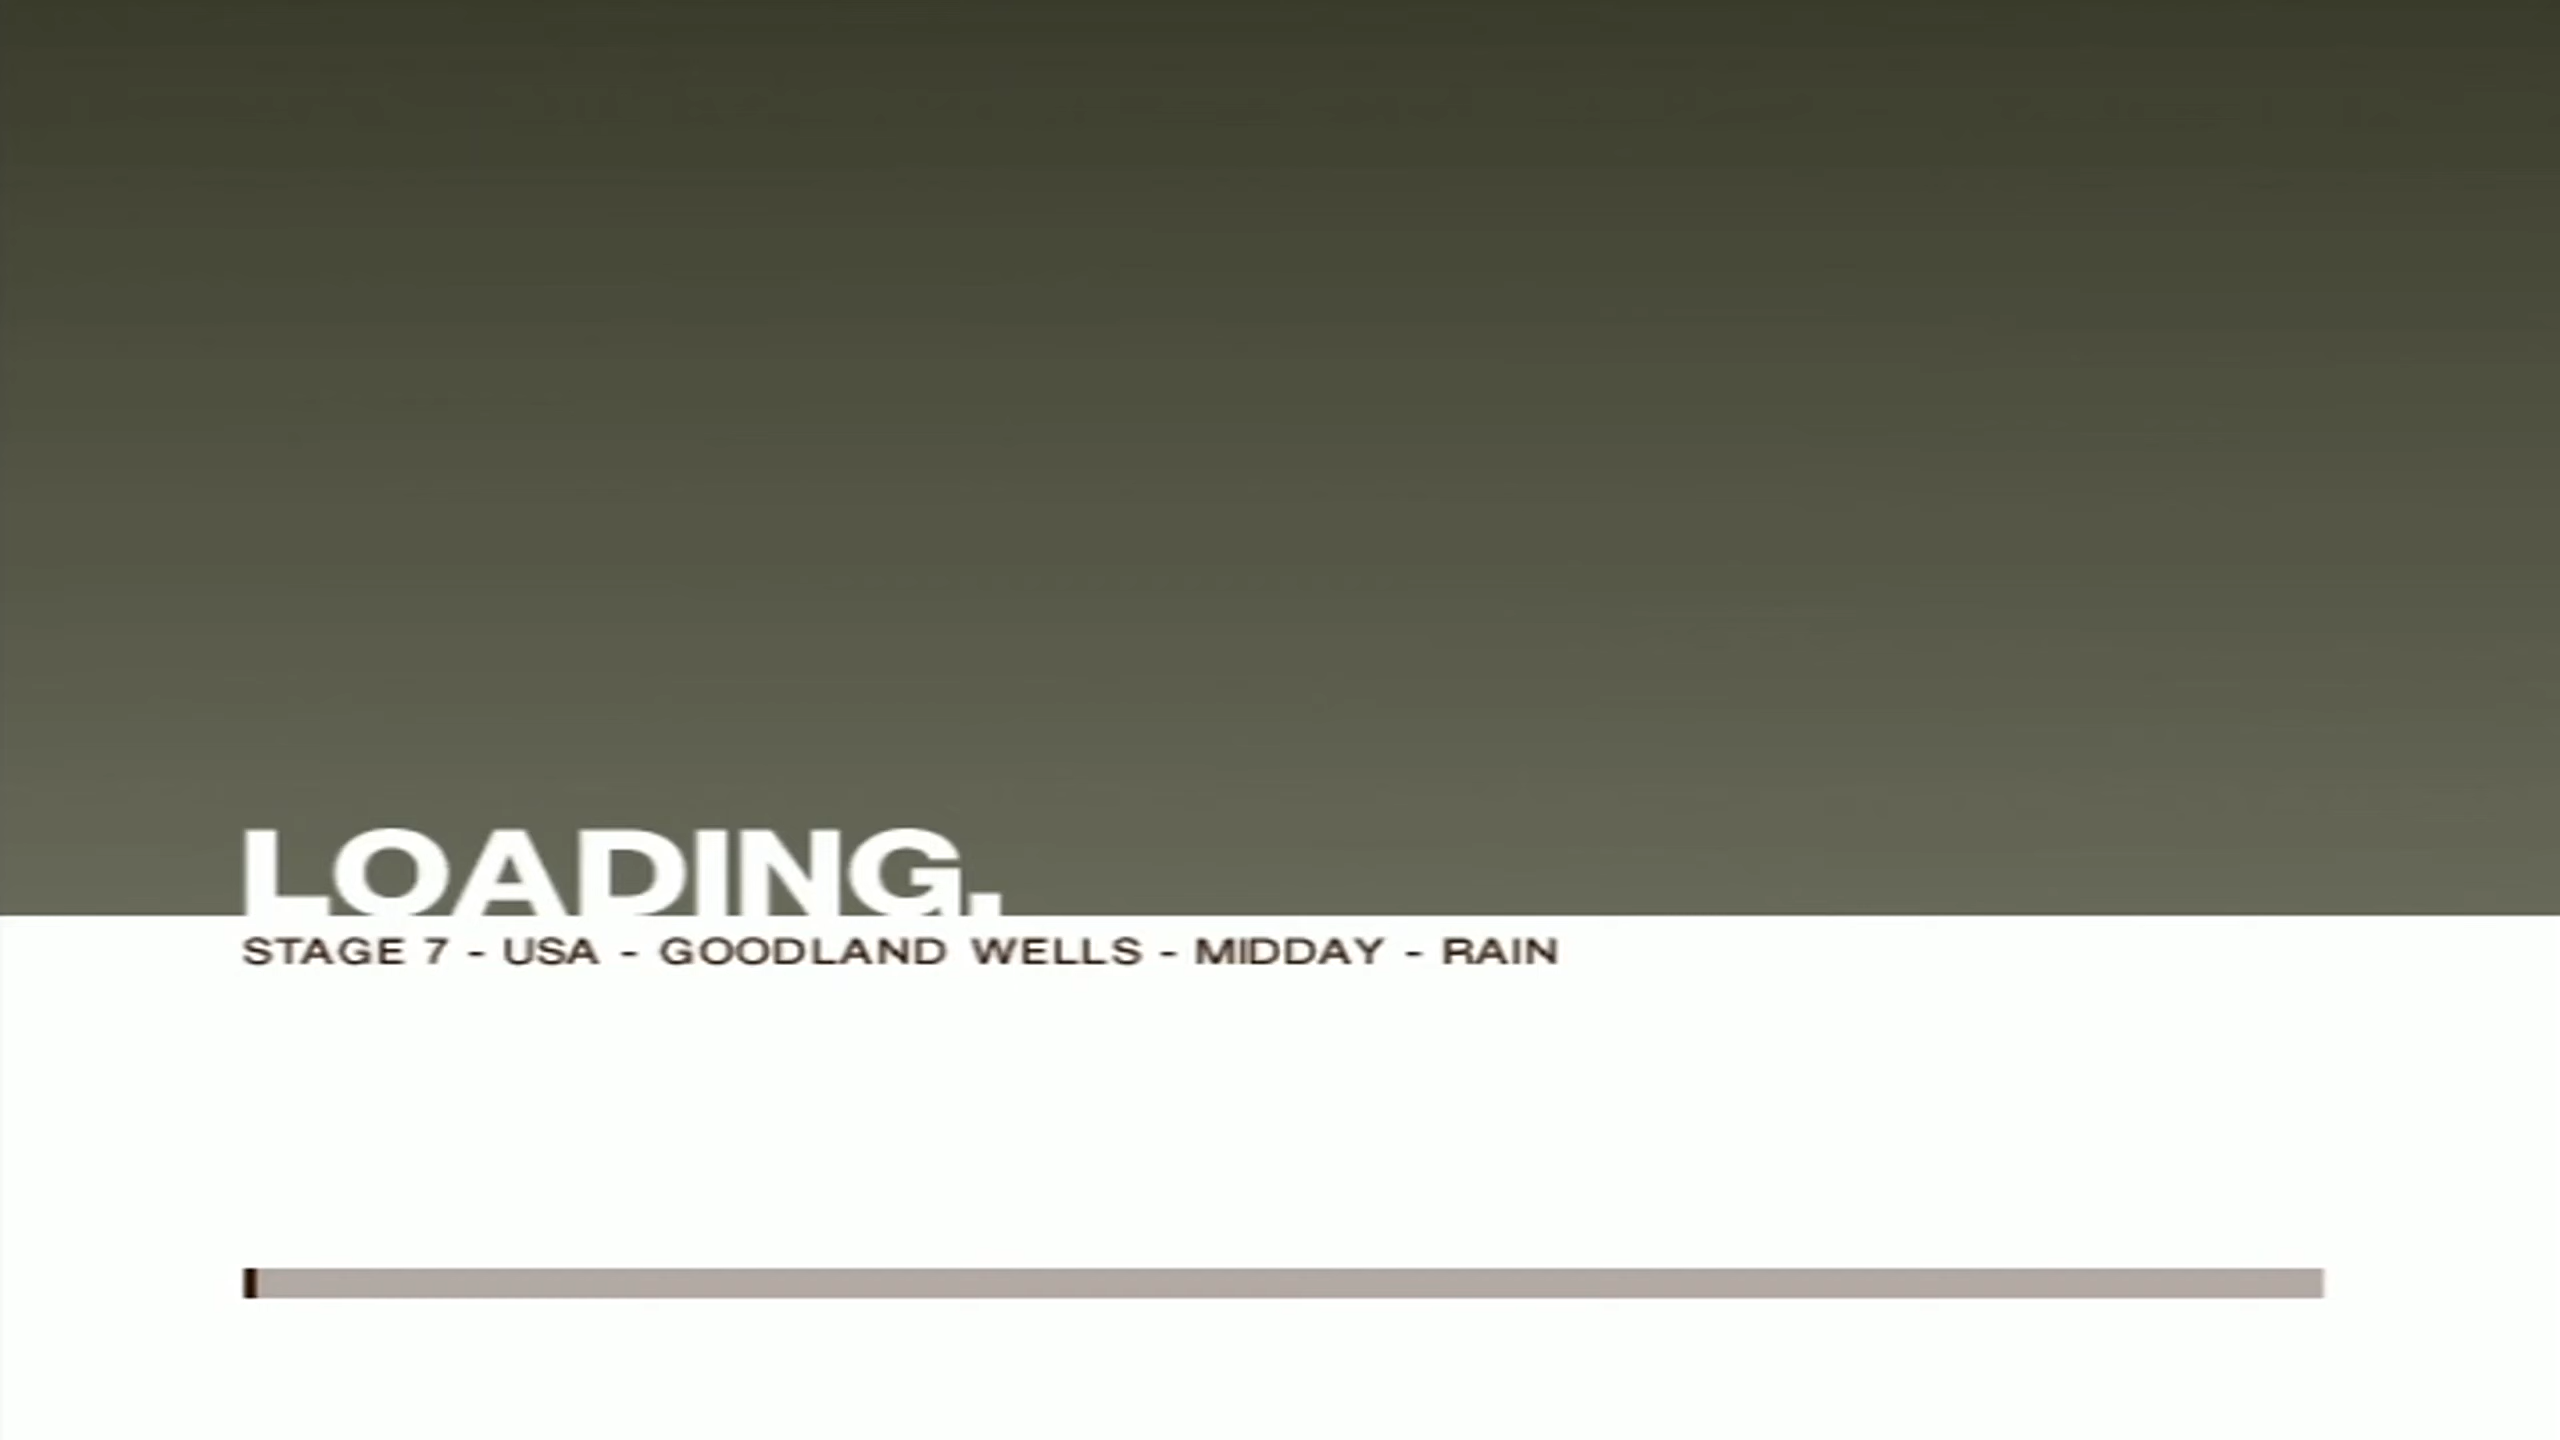 LOADING.
STAGE 7 - USA - GOODLAND WELLS - MIDDAY - RAIN